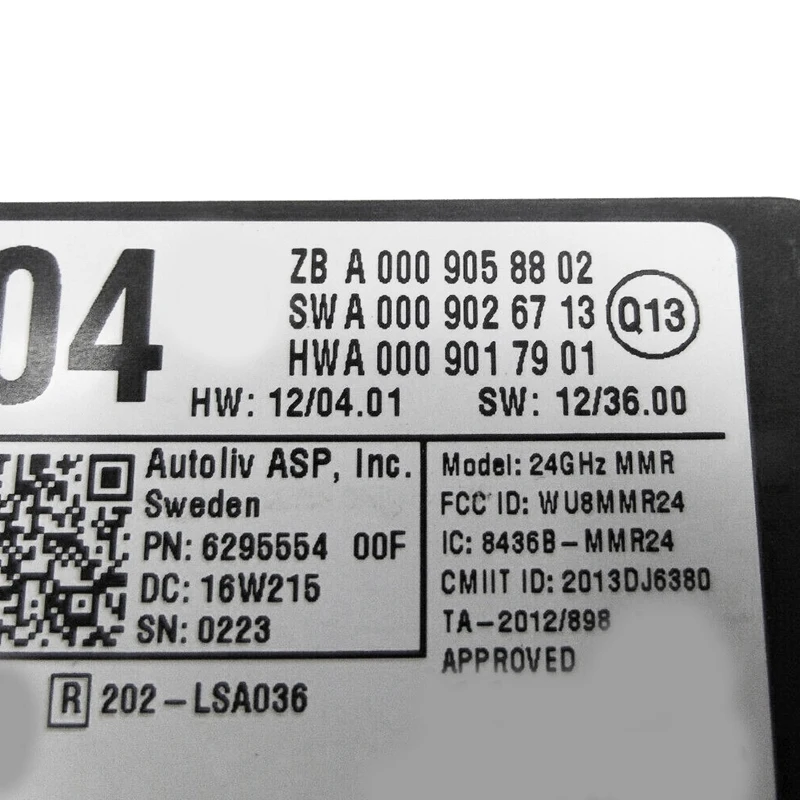 04
ZB A 000 905 88 02
SW A 000 902 67 13
Q13
HW A 000 901 79 01
HW: 12/04.01 SW: 12/36.00
Autoliv ASP, Inc.
Sweden
PN: 6295554 00F
DC: 16W215
SN: 0223
Model: 24GHz MMR
FCC ID: WU8MMR24
IC: 8436B-MMR24
CMIIT ID: 2013DJ6380
TA-2012/898
APPROVED
R 202-LSA036